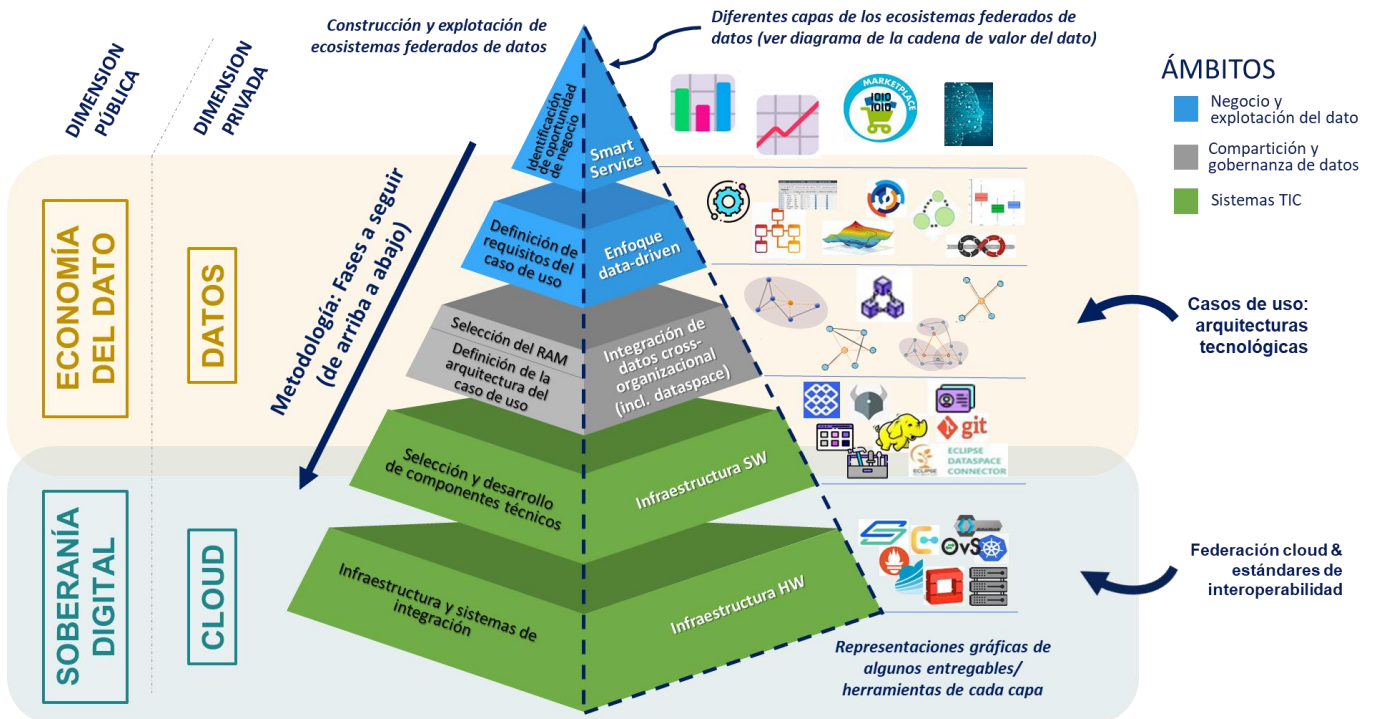 Construcción y explotación de
ecosistemas federados de datos
Diferentes capas de los ecosistemas federados de
datos (ver diagrama de la cadena de valor del dato)
DIMENSION
PÚBLICA
DIMENSION
PRIVADA
ÁMBITOS
Negocio y
explotación del dato
Compartición y
gobernanza de datos
Sistemas TIC
MARKETPLACE
1010
1010
Identificación
de oportunidad
de negocio
Smart
Service
Definición de
requisitos del
caso de uso
Enfoque
data-driven
Selección del RAM
Definición de la
arquitectura del
caso de uso
Integración de
datos cross-
organizacional
(incl. dataspace)
Selección y desarrollo
de componentes técnicos
Infraestructura SW
Infraestructura y sistemas de
integración
Infraestructura HW
Metodología: Fases a seguir
(de arriba a abajo)
ECONOMÍA
DEL DATO
DATOS
SOBERANÍA
DIGITAL
CLOUD
git
ECLIPSE
ECLIPSE
DATASPACE
CONNECTOR
OvS
Casos de uso:
arquitecturas
tecnológicas
Federación cloud &
estándares de
interoperabilidad
Representaciones gráficas de
algunos entregables/
herramientas de cada capa